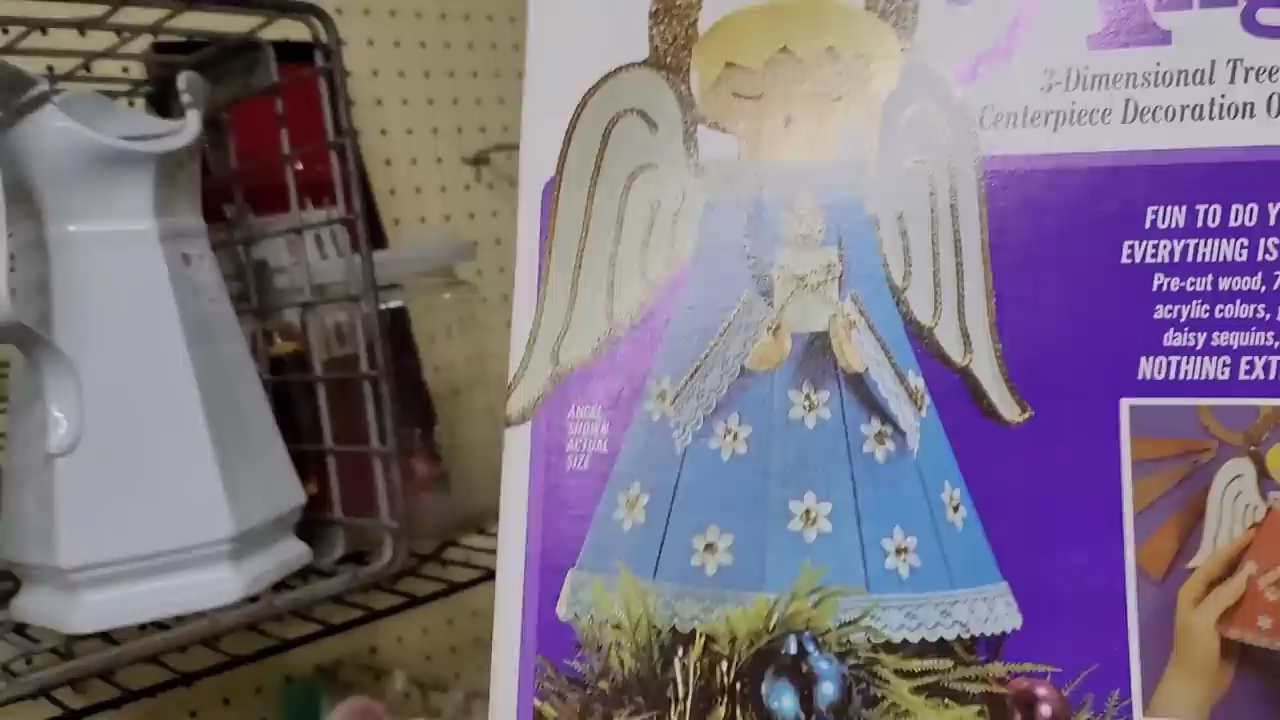 3-Dimensional Tree
Centerpiece Decoration O
FUN TO DO Y
EVERYTHING IS
Pre-cut wood, 7
acrylic colors,
daisy sequins,
NOTHING EXT
ANGEL
SHOWN
ACTUAL
SIZE